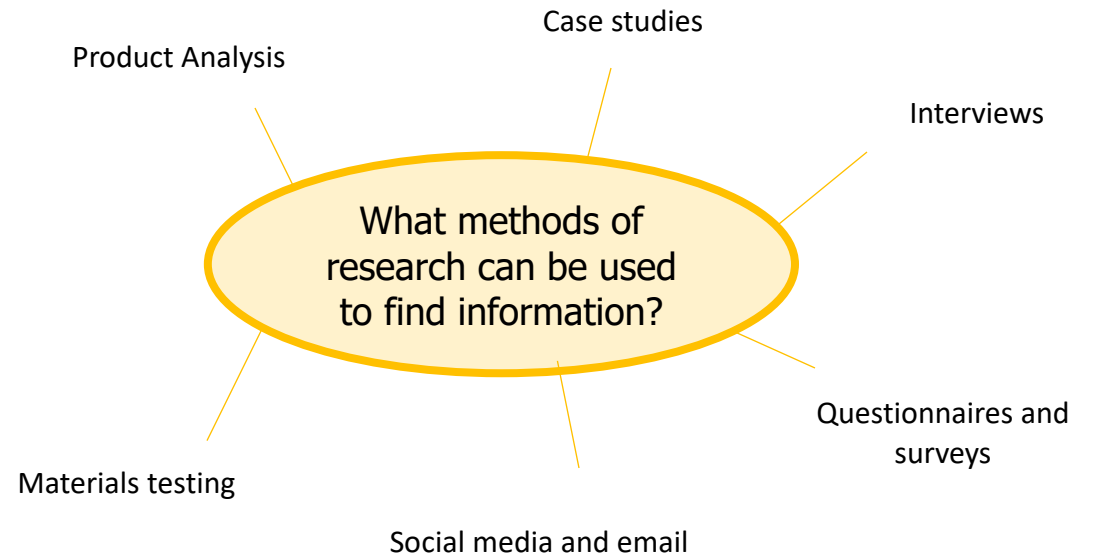 Case studies
Product Analysis
Interviews
What methods of
research can be used
to find information?
Questionnaires and
surveys
Materials testing
Social media and email